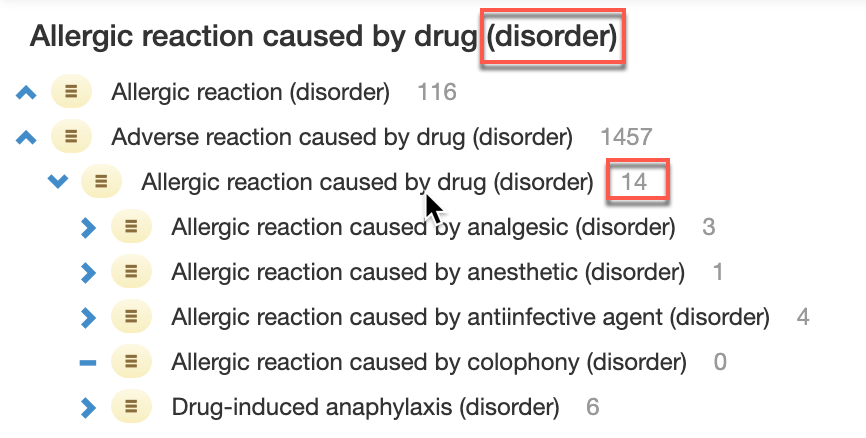 Allergic reaction caused by drug (disorder)
Allergic reaction (disorder) 116
Adverse reaction caused by drug (disorder) 1457
Allergic reaction caused by drug (disorder) 14
Allergic reaction caused by analgesic (disorder) 3
Allergic reaction caused by anesthetic (disorder) 1
Allergic reaction caused by antiinfective agent (disorder) 4
Allergic reaction caused by colophony (disorder) 0
Drug-induced anaphylaxis (disorder) 6